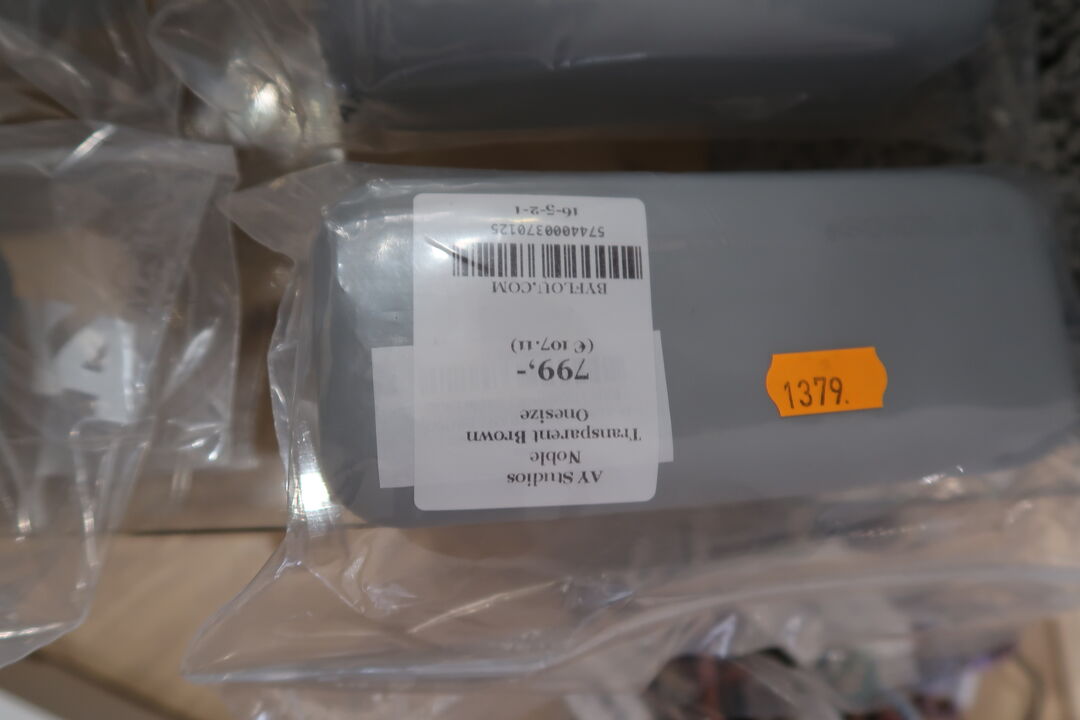 AY Studios
Noble
Transparent Brown
Onesize
799,-
(€ 107.11)
BYFLOU.COM
5744000370125
16-5-2-1
1379.